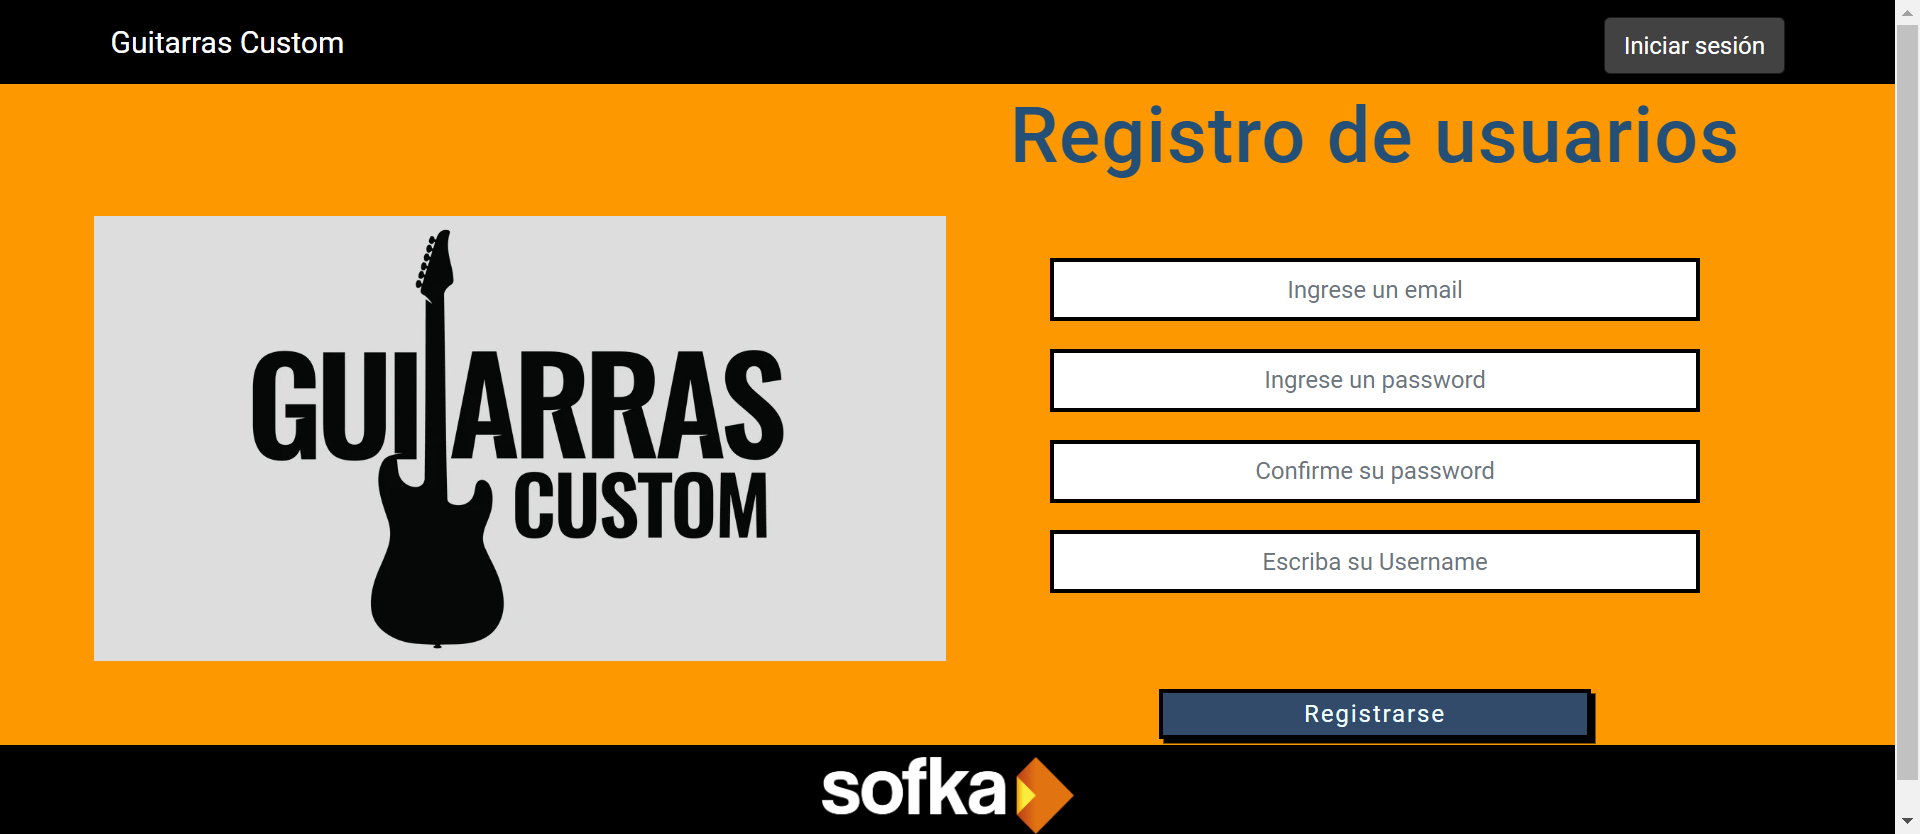 Guitarras Custom
Iniciar sesión
Registro de usuarios
GUITARRAS
CUSTOM
Ingrese un email
Ingrese un password
Confirme su password
Escriba su Username
Registrarse
sofka